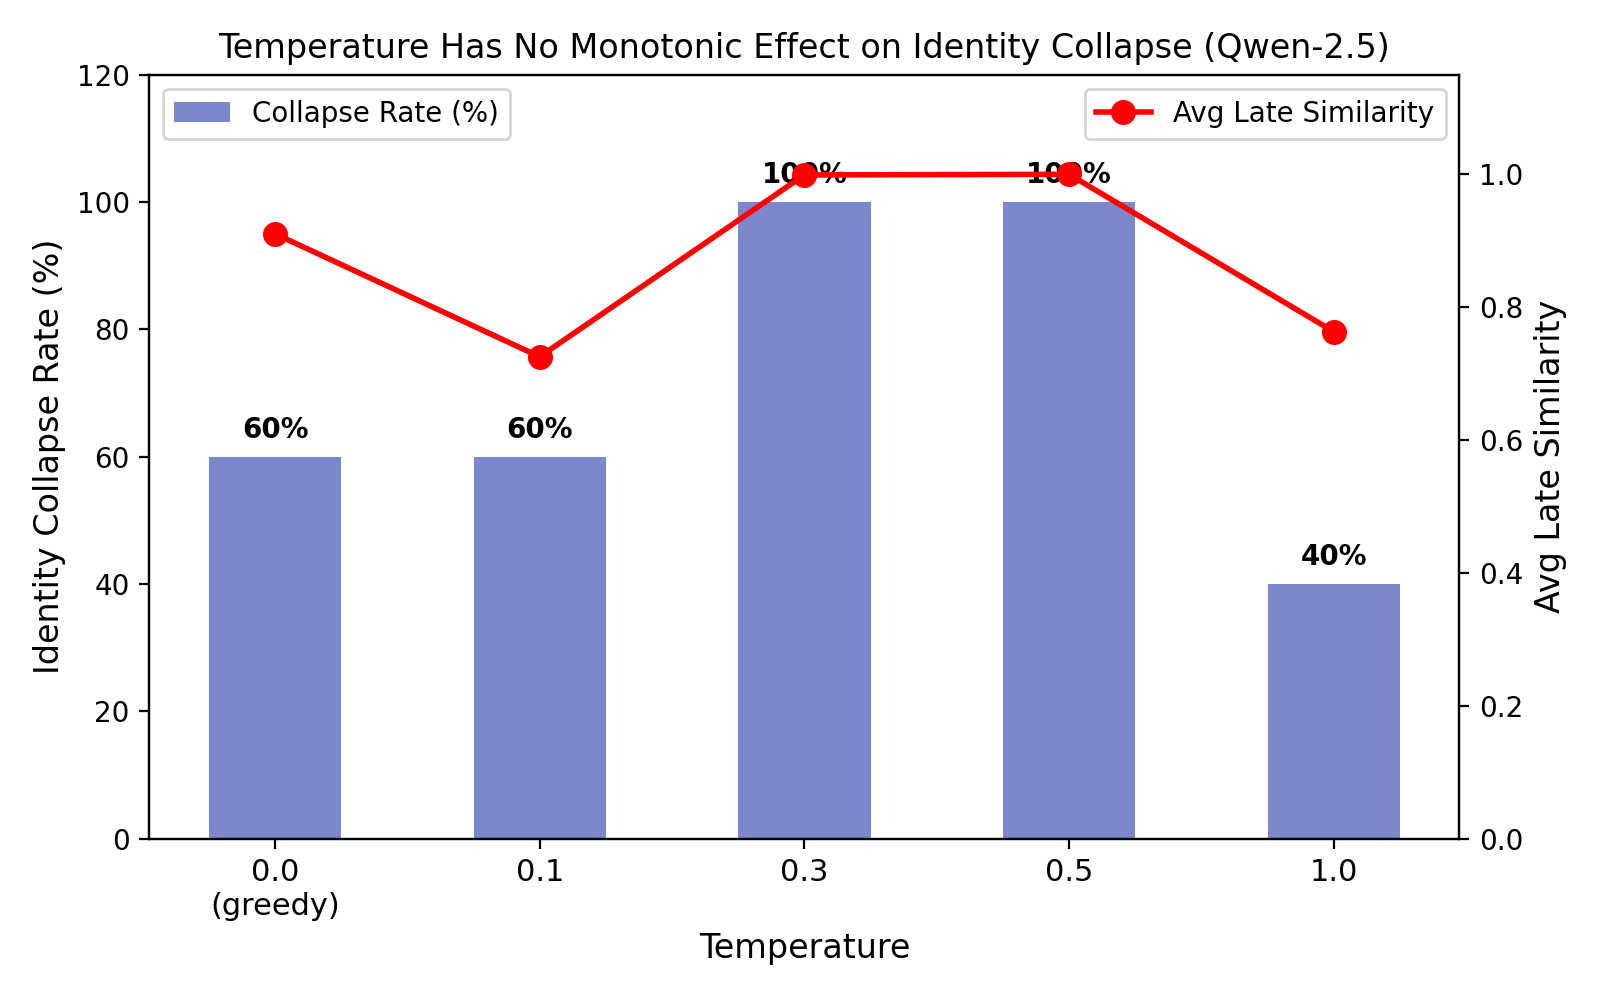 Temperature Has No Monotonic Effect on Identity Collapse (Qwen-2.5)
Collapse Rate (%)
Avg Late Similarity
Identity Collapse Rate (%)
120
100
80
60
40
20
0
60%
60%
100%
100%
40%
1.0
0.8
0.6
0.4
0.2
0.0
Avg Late Similarity
0.0 0.1 0.3 0.5 1.0
(greedy)
Temperature